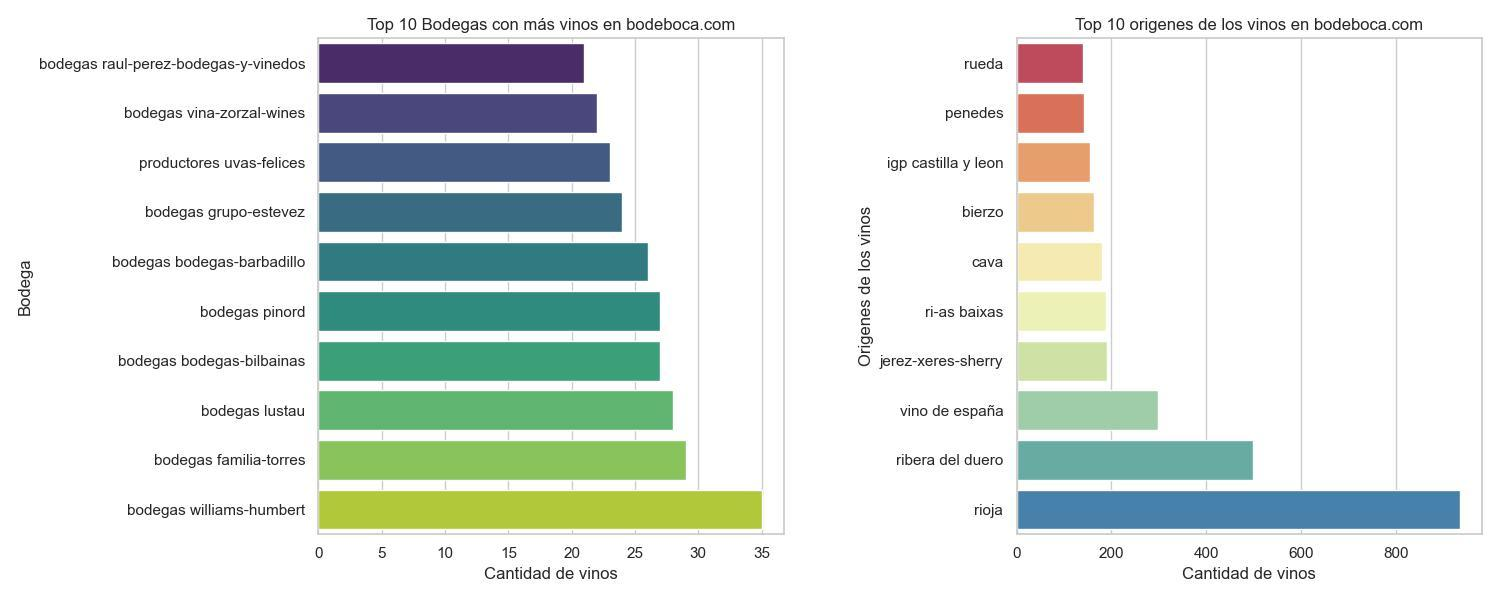 Top 10 Bodegas con más vinos en bodeboca.com
Bodega
bodegas raul-perez-bodegas-y-vinedos
bodegas vina-zorzal-wines
productores uvas-felices
bodegas grupo-estevez
bodegas bodegas-barbadillo
bodegas pinord
bodegas bodegas-bilbainas
bodegas lustau
bodegas familia-torres
bodegas williams-humbert
0 5 10 15 20 25 30 35
Cantidad de vinos
Top 10 origenes de los vinos en bodeboca.com
Origenes de los vinos
rueda
penedes
igp castilla y leon
bierzo
cava
ri-as baixas
jerez-xeres-sherry
vino de españa
ribera del duero
rioja
0 200 400 600 800
Cantidad de vinos